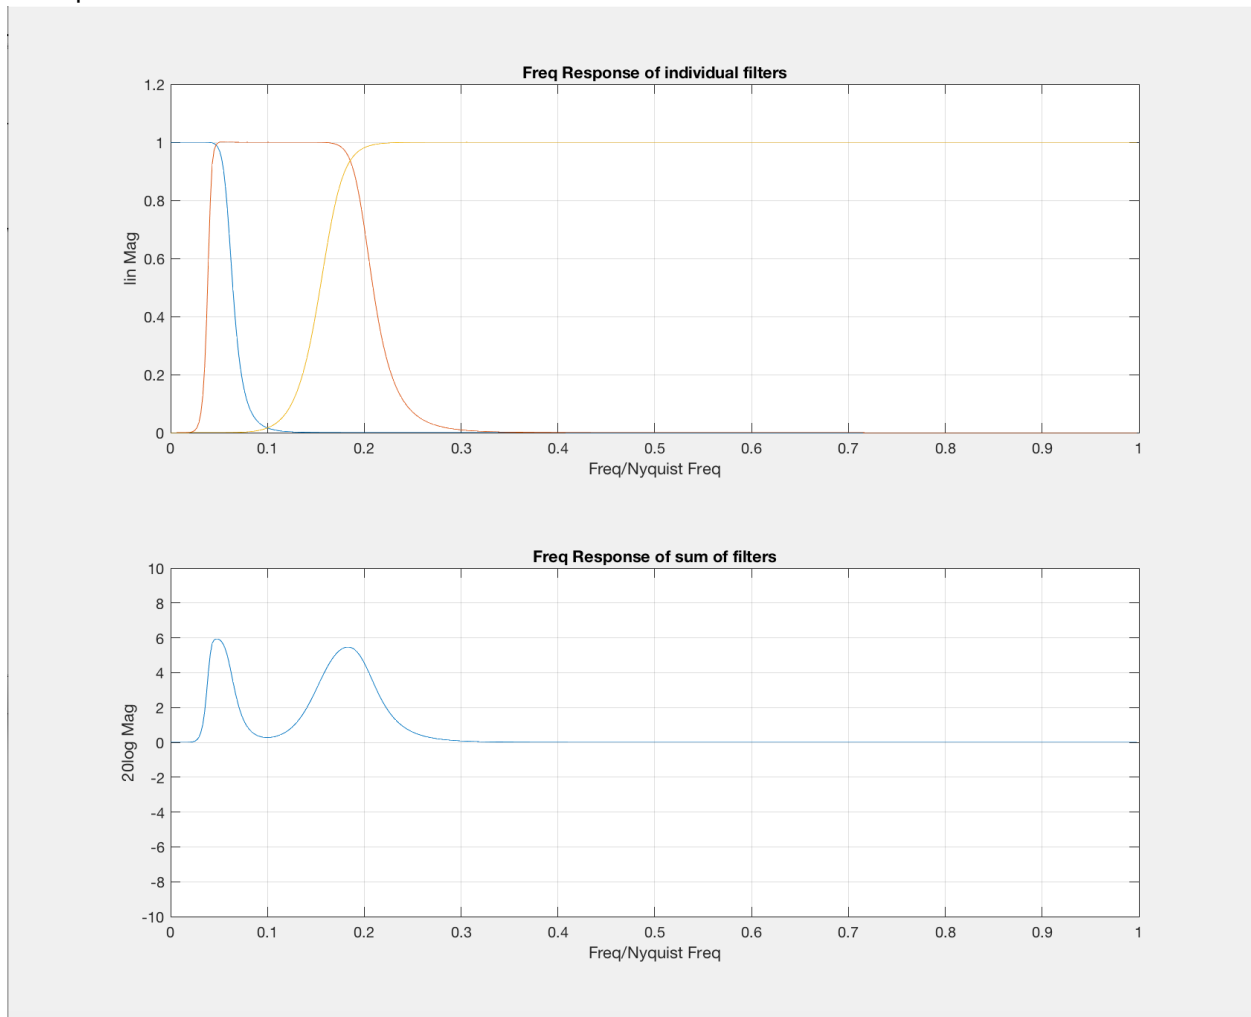 Freq Response of individual filters
1.2
1
0.8
0.6
0.4
0.2
0
lin Mag
0 0.1 0.2 0.3 0.4 0.5 0.6 0.7 0.8 0.9 1
Freq/Nyquist Freq
Freq Response of sum of filters
10
8
6
4
2
0
-2
-4
-6
-8
-10
20log Mag
0 0.1 0.2 0.3 0.4 0.5 0.6 0.7 0.8 0.9 1
Freq/Nyquist Freq